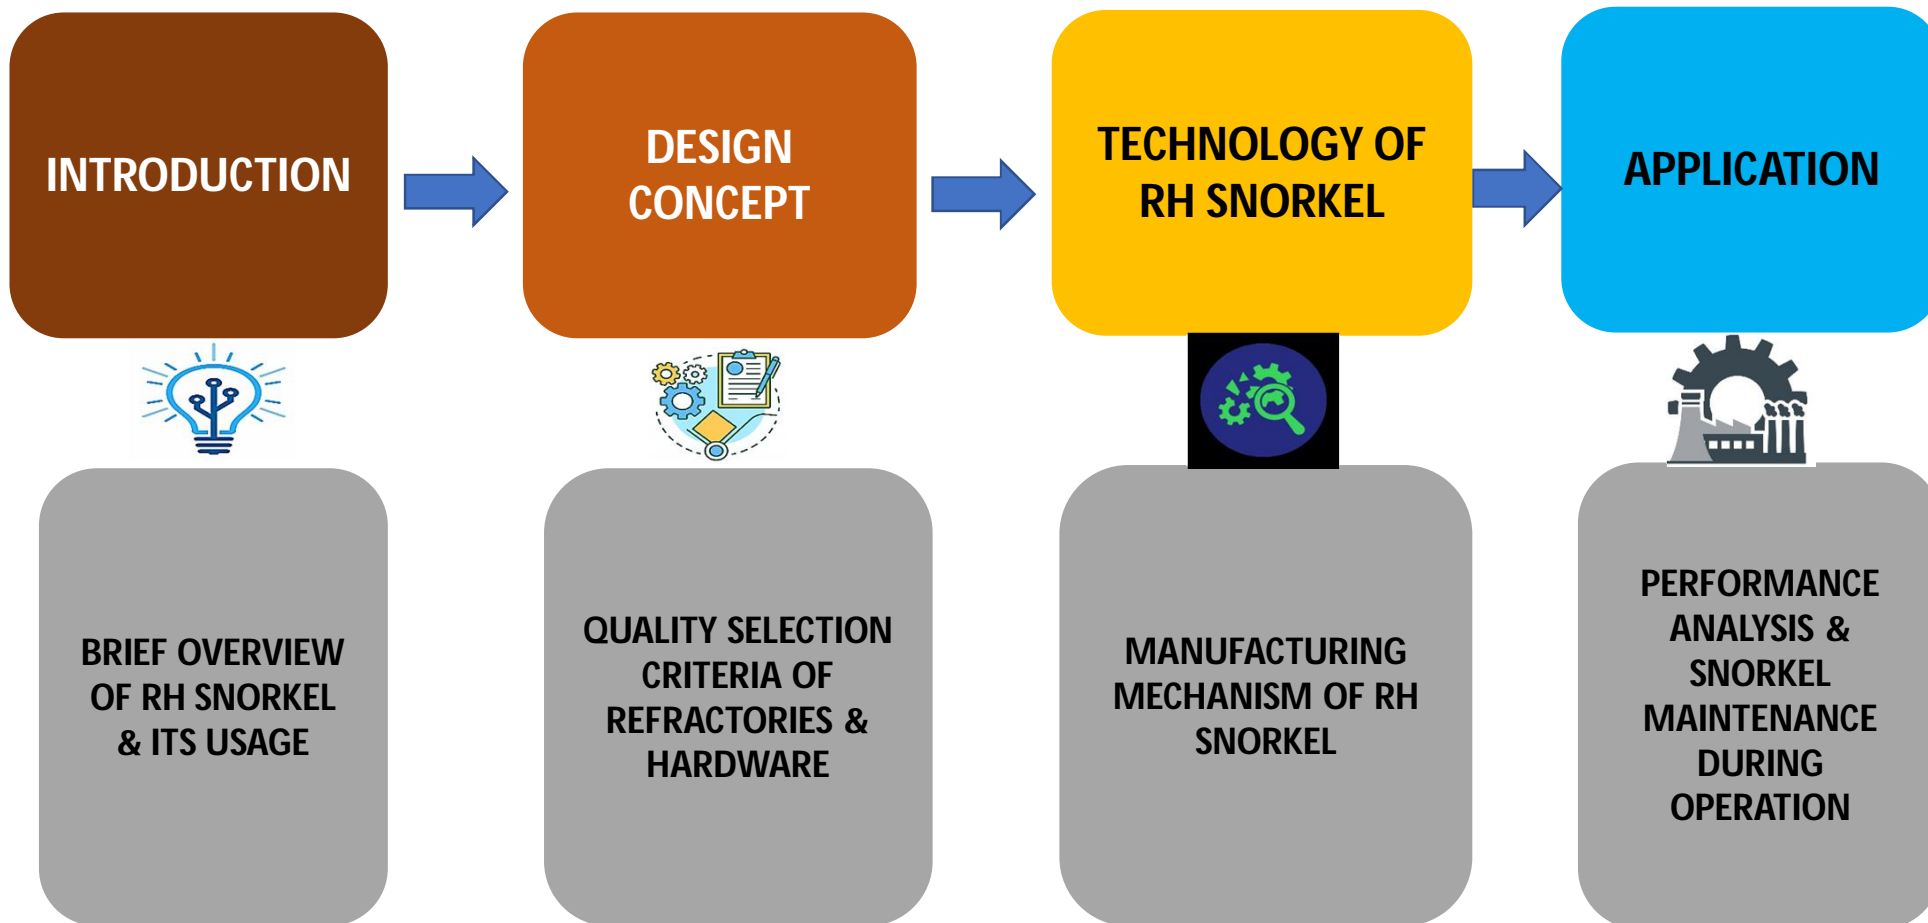 INTRODUCTION
DESIGN
CONCEPT
TECHNOLOGY OF
RH SNORKEL
APPLICATION
BRIEF OVERVIEW
OF RH SNORKEL
& ITS USAGE
QUALITY SELECTION
CRITERIA OF
REFRACTORIES &
HARDWARE
MANUFACTURING
MECHANISM OF RH
SNORKEL
PERFORMANCE
ANALYSIS &
SNORKEL
MAINTENANCE
DURING
OPERATION